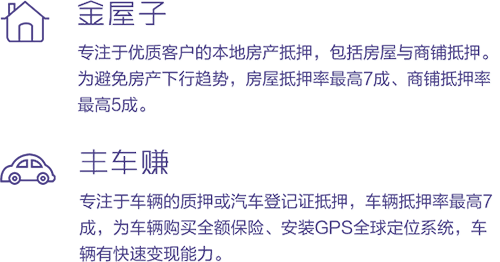 金屋子
专注于优质客户的本地房产抵押，包括房屋与商铺抵押。
为避免房产下行趋势，房屋抵押率最高7成、商铺抵押率
最高5成。
丰车赚
专注于车辆的质押或汽车登记证抵押，车辆抵押率最高7
成，为车辆购买全额保险、安装GPS全球定位系统，车
辆有快速变现能力。